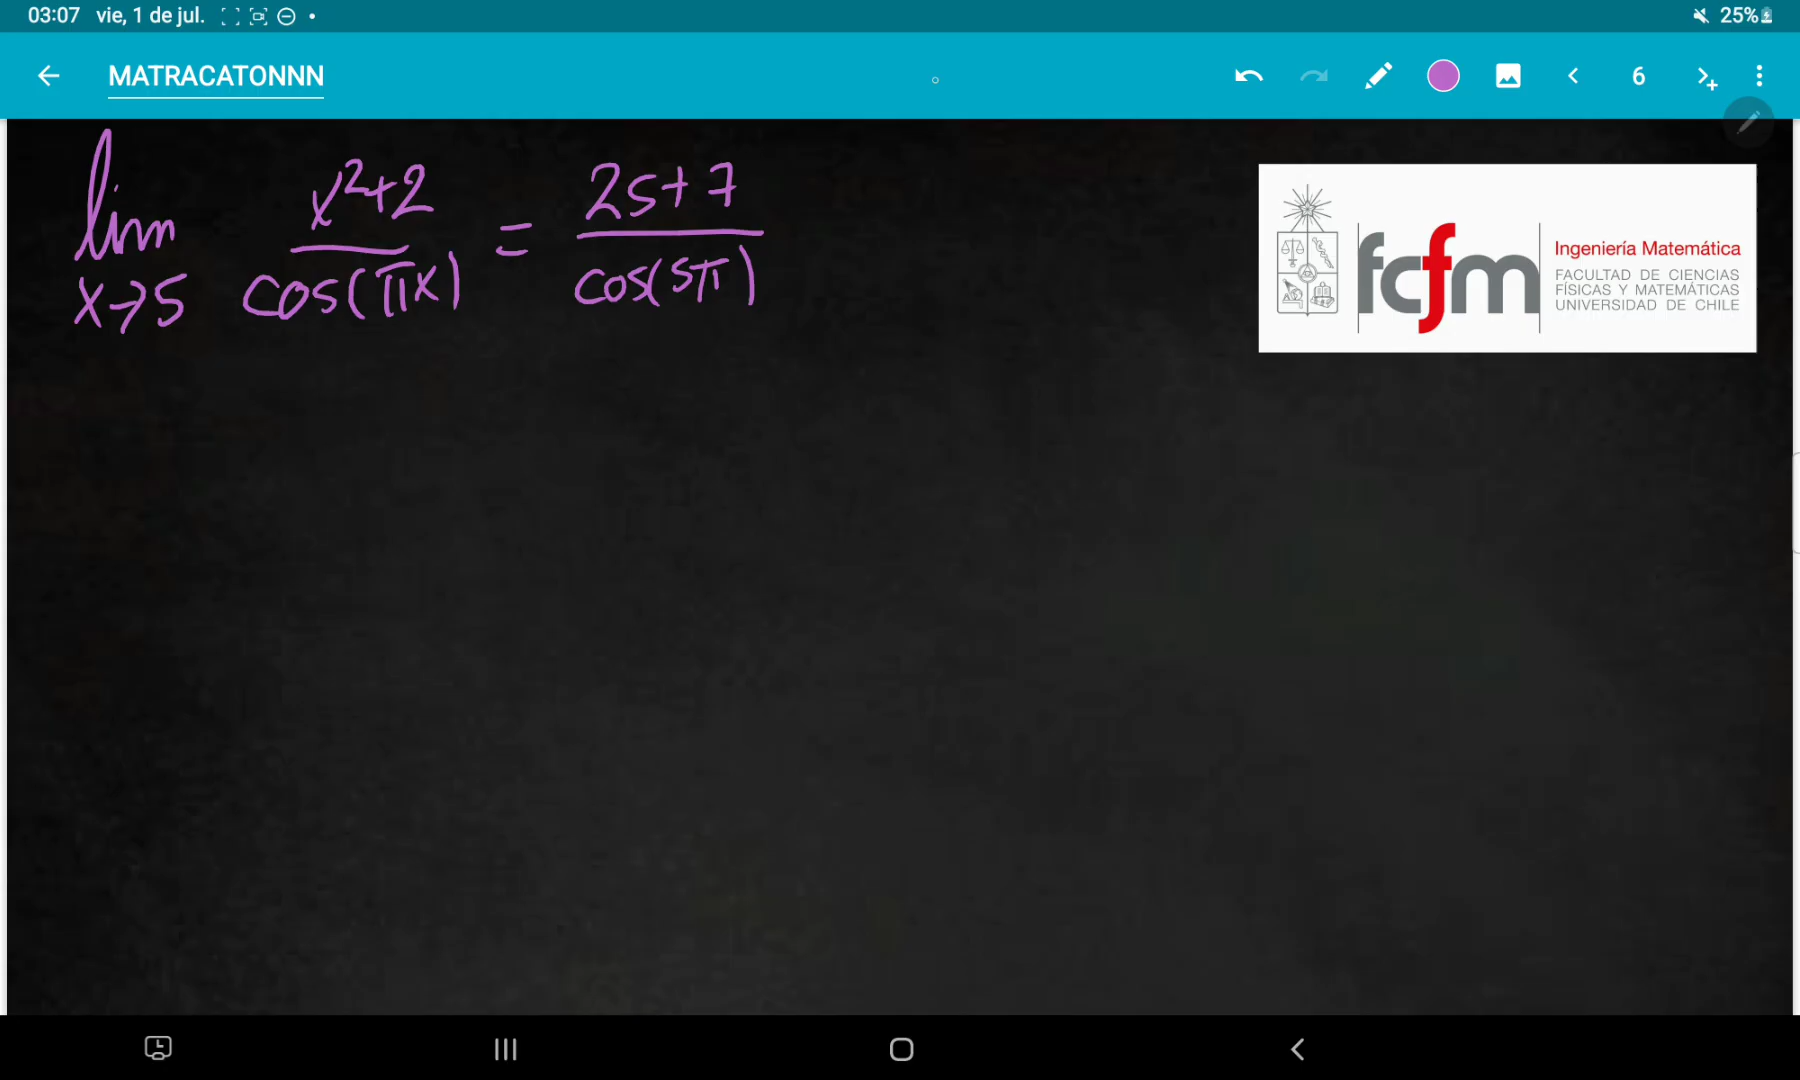 03:07 vie, 1 de jul.
25%
MATRACATONNN
6
lim x→5 x²+2 / cos(πx) = 25+7 / cos(5π)
fcfm
Ingeniería Matemática
FACULTAD DE CIENCIAS
FÍSICAS Y MATEMÁTICAS
UNIVERSIDAD DE CHILE